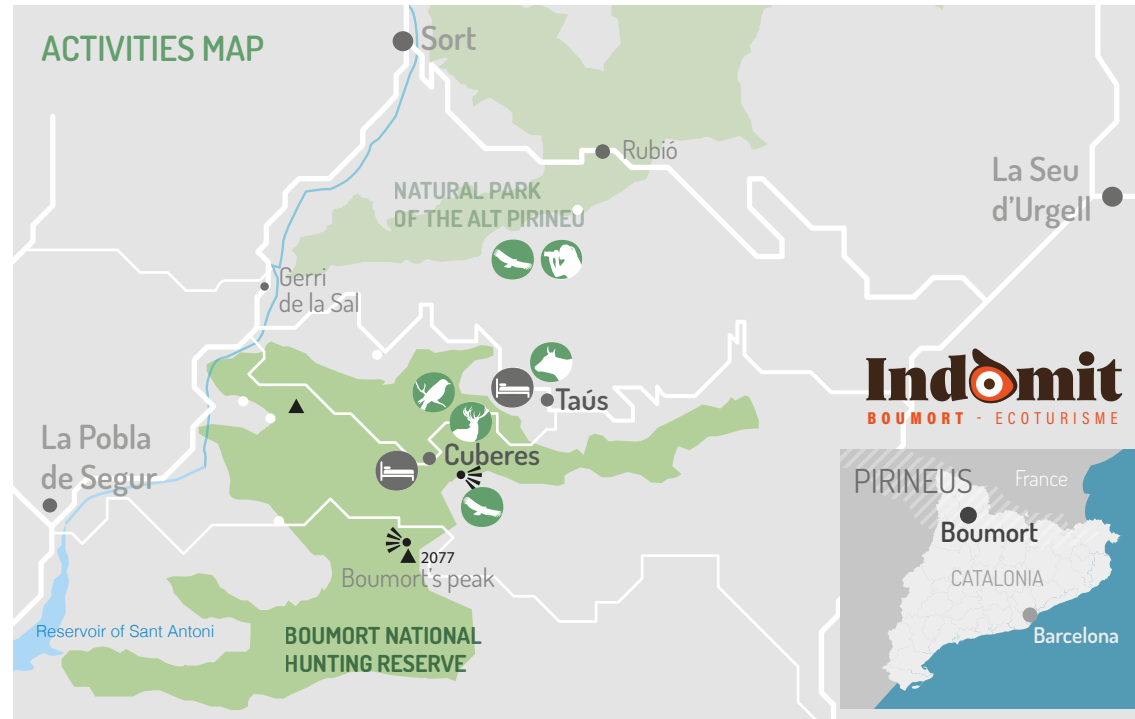 ACTIVITIES MAP
Sort
Rubió
La Seu
d'Urgell
NATURAL PARK
OF THE ALT PIRINEU
Gerri
de la Sal
Taús
Indòmit
BOUMORT - ECOTURISME
La Pobla
de Segur
Cuberes
PIRINEUS
France
Boumort
2077
Boumort's peak
CATALONIA
Reservoir of Sant Antoni
BOUMORT NATIONAL
HUNTING RESERVE
Barcelona